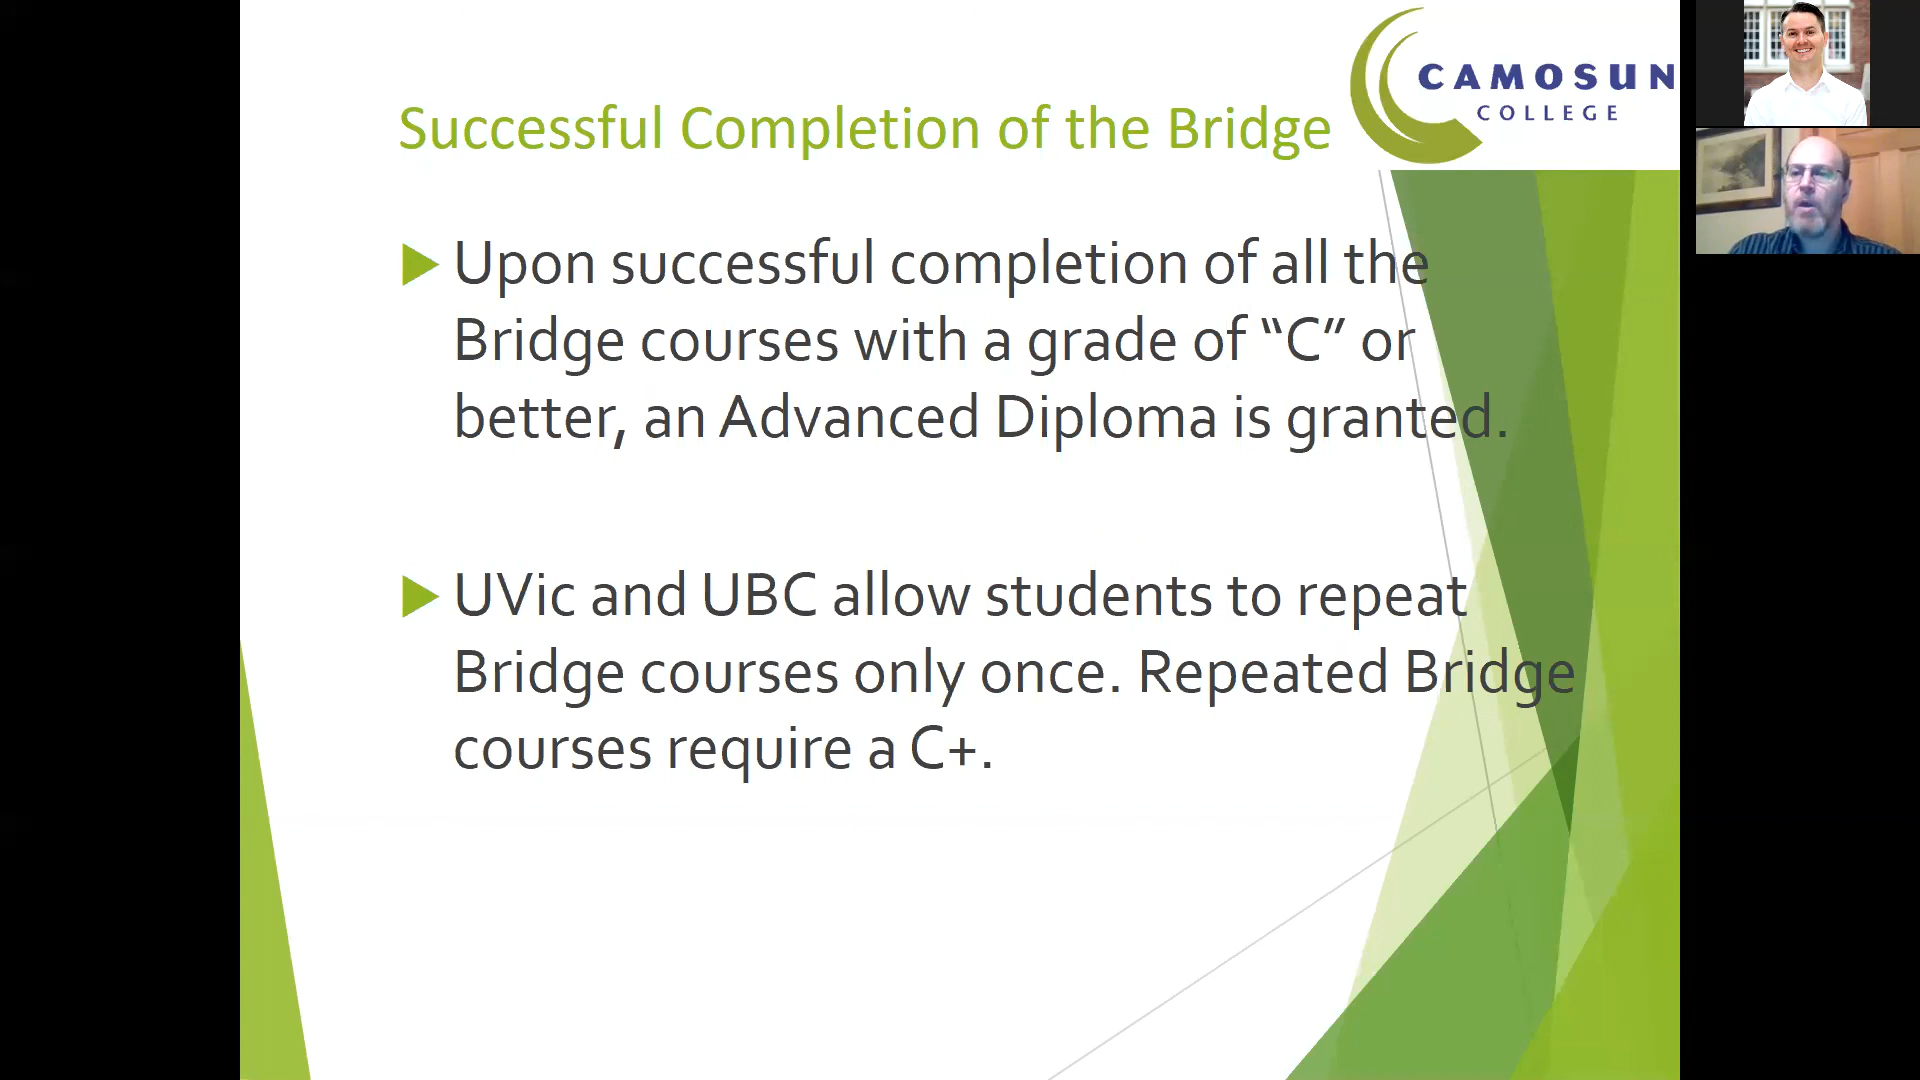 CAMOSUN
COLLEGE
Successful Completion of the Bridge
Upon successful completion of all the
Bridge courses with a grade of “C” or
better, an Advanced Diploma is granted.
UVic and UBC allow students to repeat
Bridge courses only once. Repeated Bridge
courses require a C+.